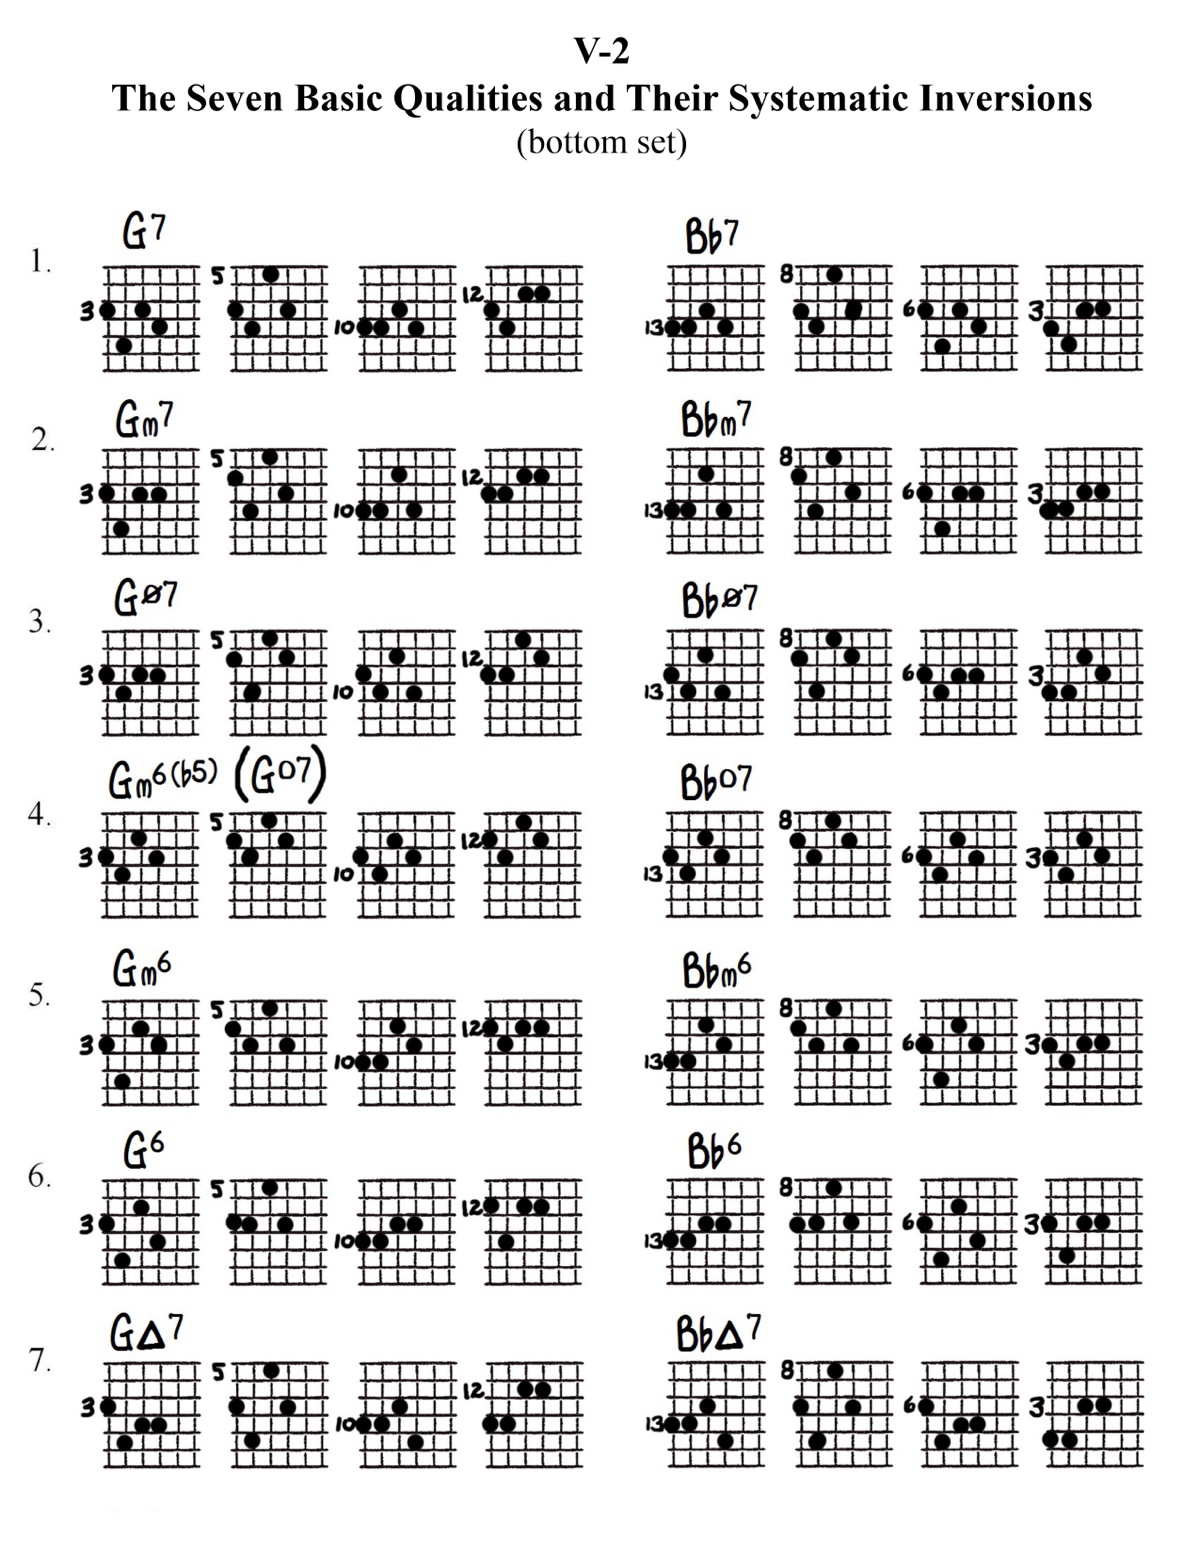 V-2
The Seven Basic Qualities and Their Systematic Inversions
(bottom set)
1. G7 Bb7
3 5 10 12 13 8 6 3
2. Gm7 Bbm7
3 5 10 12 13 8 6 3
3. Gø7 Bbø7
3 5 10 12 13 8 6 3
4. Gm6(b5) (Go7) Bbo7
3 5 10 12 13 8 6 3
5. Gm6 Bbm6
3 5 10 12 13 8 6 3
6. G6 Bb6
3 5 10 12 13 8 6 3
7. G△7 Bb△7
3 5 10 12 13 8 6 3